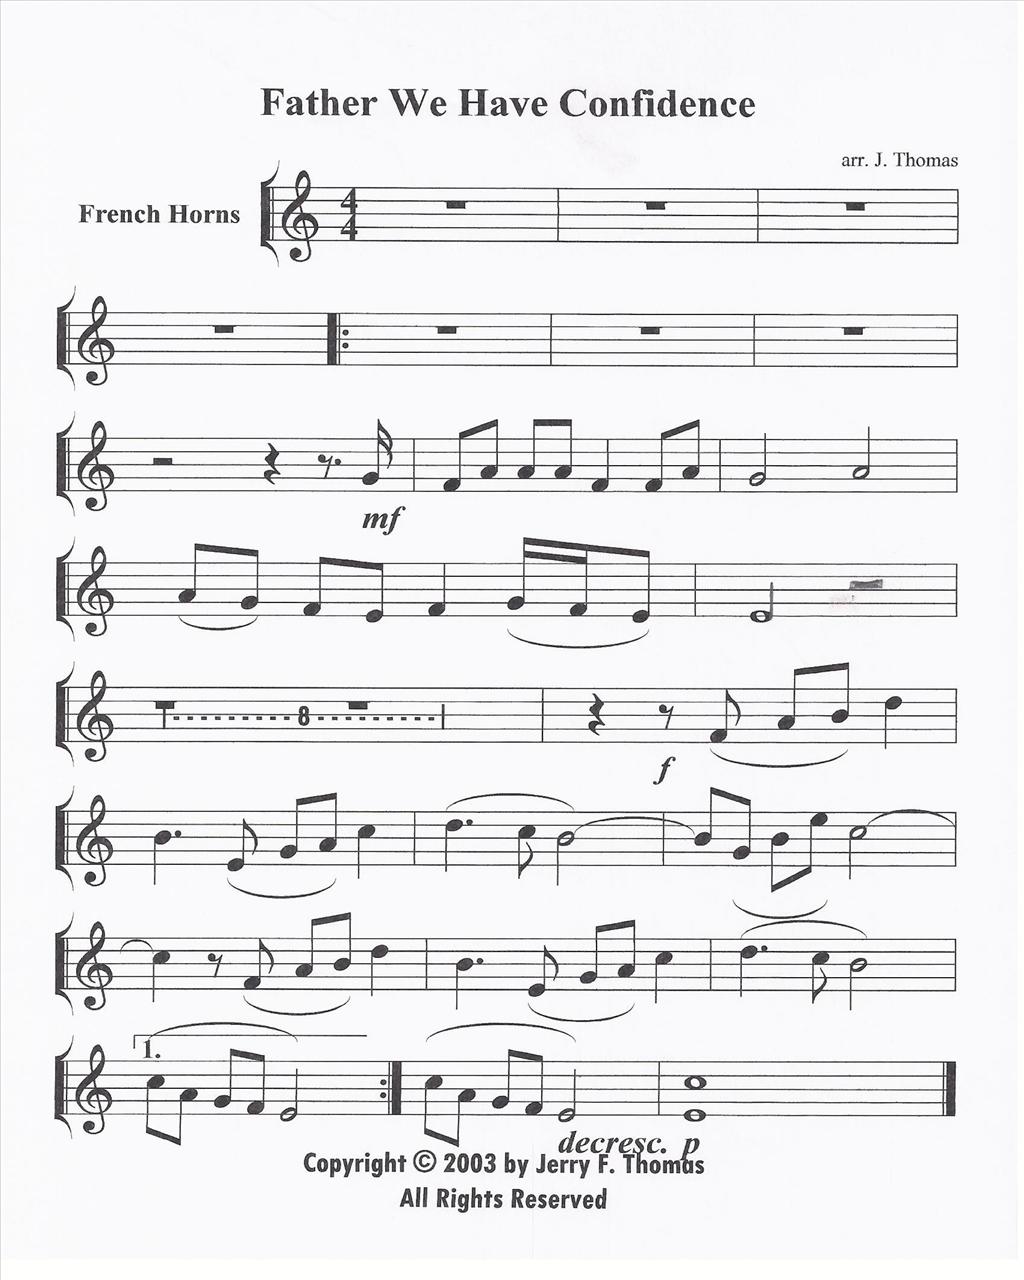 Father We Have Confidence
arr. J. Thomas
French Horns
4
4
mf
8
f
1.
decresc. p
Copyright © 2003 by Jerry F. Thomas
All Rights Reserved